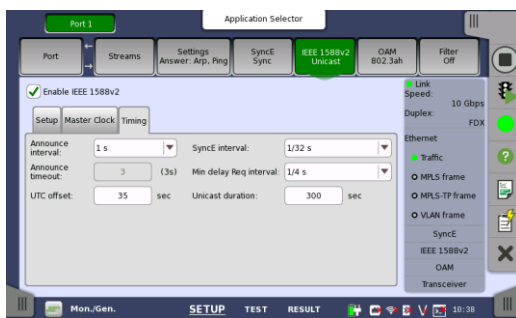 Port 1
Application Selector
Port
Streams
Settings
Answer: Arp, Ping
SyncE
Sync
IEEE 1588v2
Unicast
OAM
802.3ah
Filter
Off
Enable IEEE 1588v2
Setup Master Clock Timing
Announce interval: 1 s SyncE interval: 1/32 s
Announce timeout: 3 (3s) Min delay Req interval: 1/4 s
UTC offset: 35 sec Unicast duration: 300 sec
Link
Speed:
10 Gbps
Duplex:
FDX
Ethernet
Traffic
MPLS frame
MPLS-TP frame
VLAN frame
SyncE
IEEE 1588v2
OAM
Transceiver
Mon./Gen. SETUP TEST RESULT 10:38